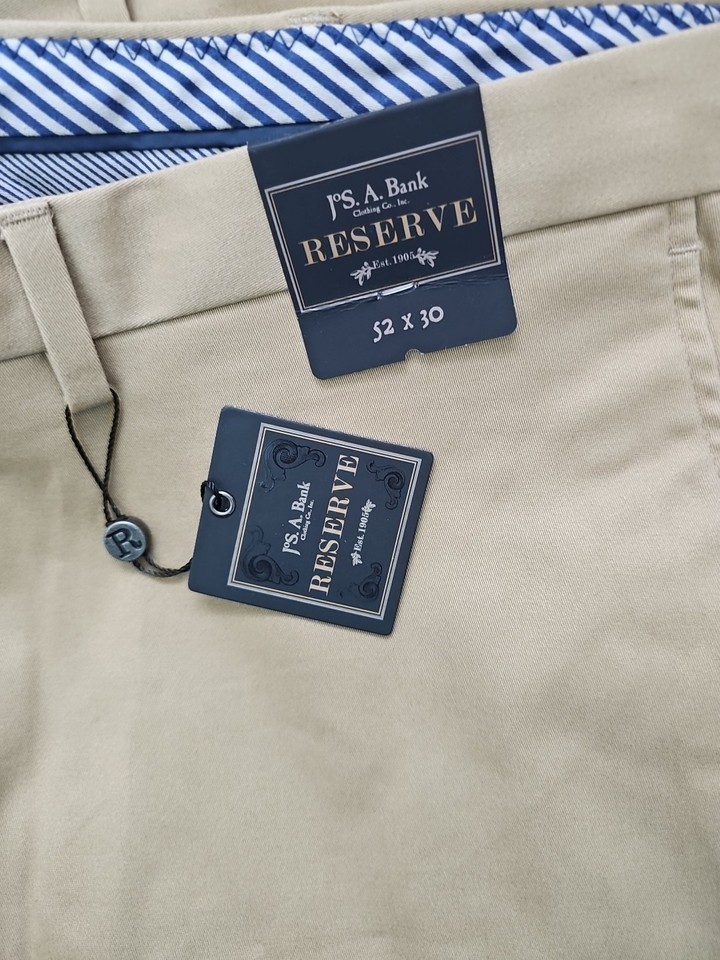 JoS. A. Bank
Clothing Co., Inc.
RESERVE
Est. 1905
52 x 30
JoS. A. Bank
Clothing Co., Inc.
RESERVE
Est. 1905
R